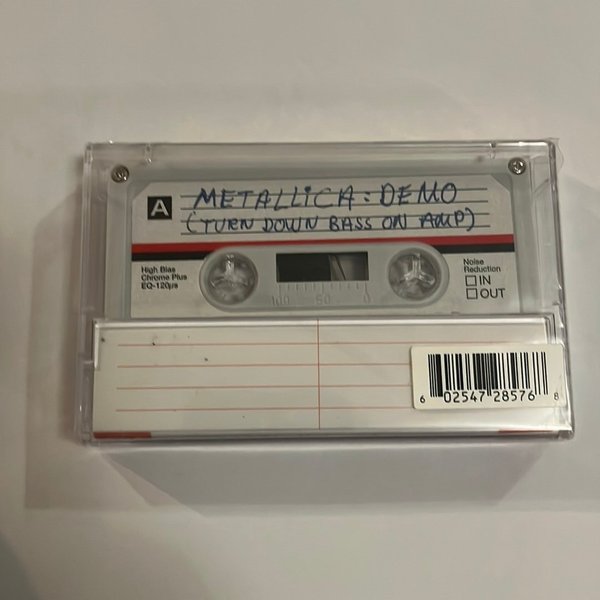 A
METALLICA: DEMO
(TURN DOWN BASS ON AMP)
High Bias
Chrome Plus
EQ-120µs
100 50 0
Noise
Reduction
IN
OUT
6 02547 28576 8